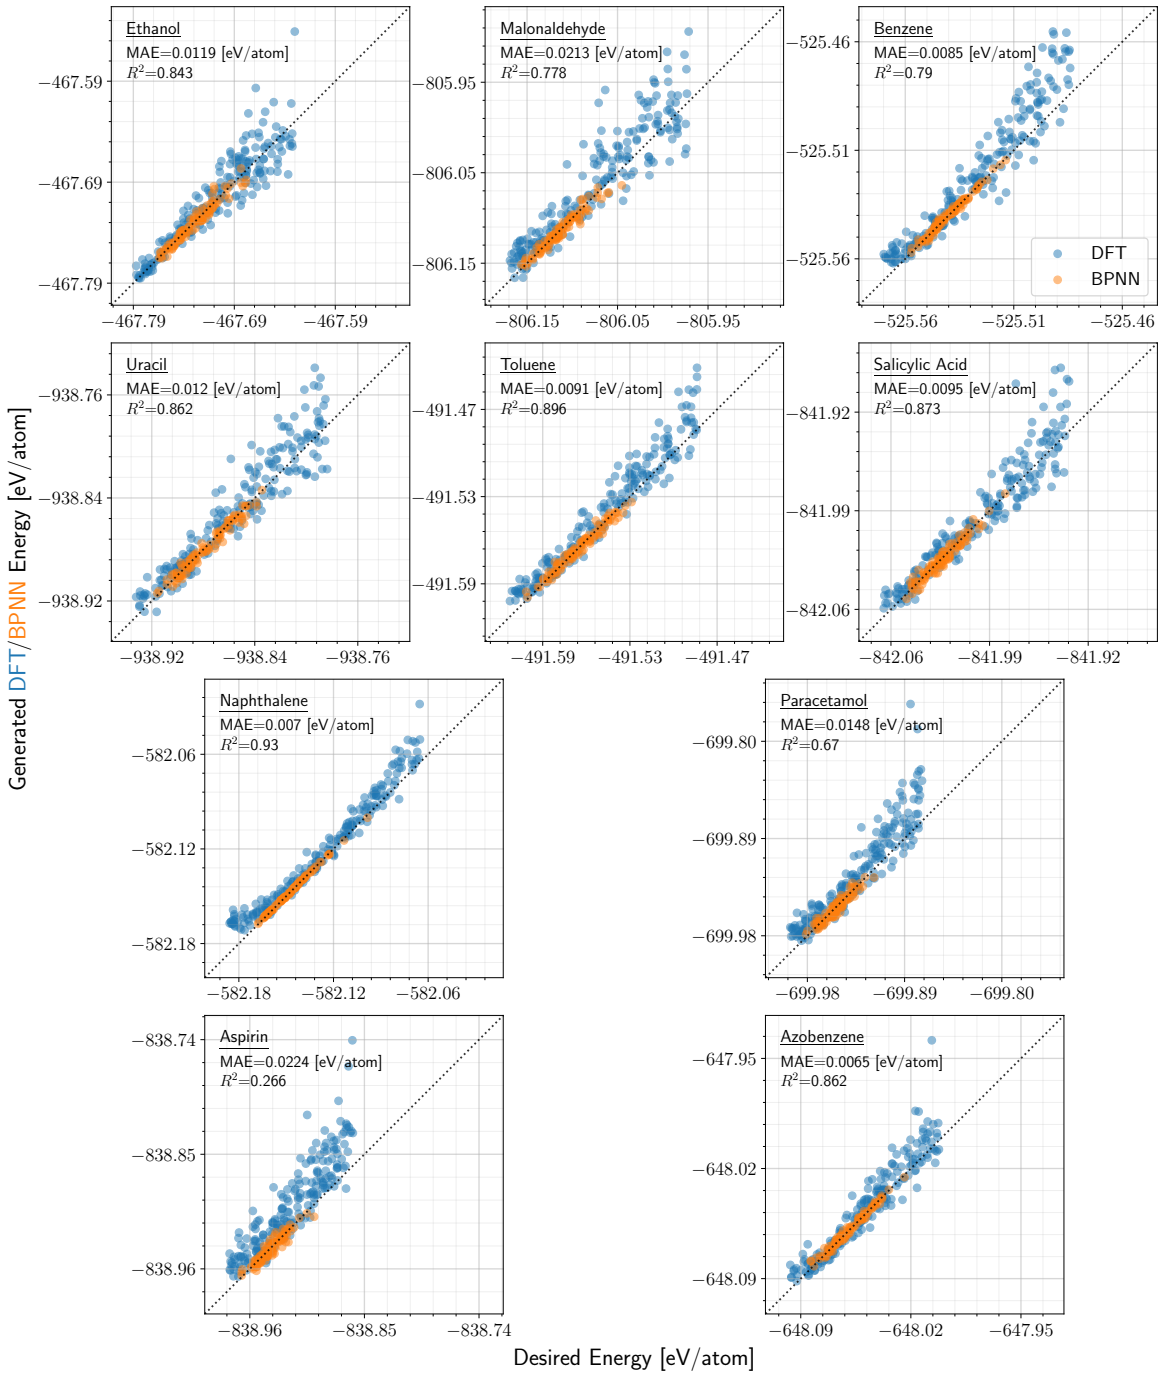 Ethanol
MAE=0.0119 [eV/atom]
R²=0.843
−467.59
−467.69
−467.79
−467.79 −467.69 −467.59
Malonaldehyde
MAE=0.0213 [eV/atom]
R²=0.778
−805.95
−806.05
−806.15
−806.15 −806.05 −805.95
Benzene
MAE=0.0085 [eV/atom]
R²=0.79
−525.46
−525.51
−525.56
DFT
BPNN
−525.56 −525.51 −525.46
Uracil
MAE=0.012 [eV/atom]
R²=0.862
−938.76
−938.84
−938.92
−938.92 −938.84 −938.76
Toluene
MAE=0.0091 [eV/atom]
R²=0.896
−491.47
−491.53
−491.59
−491.59 −491.53 −491.47
Salicylic Acid
MAE=0.0095 [eV/atom]
R²=0.873
−841.92
−841.99
−842.06
−842.06 −841.99 −841.92
Generated DFT/BPNN Energy [eV/atom]
Naphthalene
MAE=0.007 [eV/atom]
R²=0.93
−582.06
−582.12
−582.18
−582.18 −582.12 −582.06
Paracetamol
MAE=0.0148 [eV/atom]
R²=0.67
−699.80
−699.89
−699.98
−699.98 −699.89 −699.80
Aspirin
MAE=0.0224 [eV/atom]
R²=0.266
−838.74
−838.85
−838.96
−838.96 −838.85 −838.74
Azobenzene
MAE=0.0065 [eV/atom]
R²=0.862
−647.95
−648.02
−648.09
−648.09 −648.02 −647.95
Desired Energy [eV/atom]